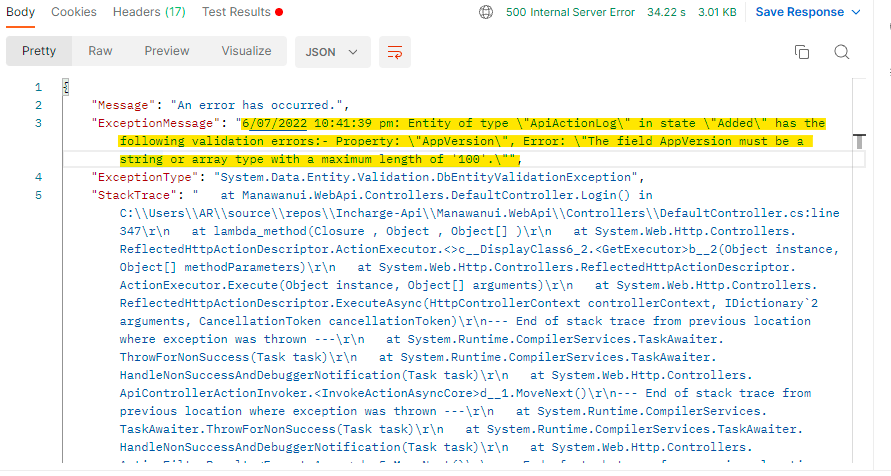 Body Cookies Headers (17) Test Results 500 Internal Server Error 34.22 s 3.01 KB Save Response
Pretty Raw Preview Visualize JSON
1 {
2 "Message": "An error has occurred.",
3 "ExceptionMessage": "6/07/2022 10:41:39 pm: Entity of type \"ApiActionLog\" in state \"Added\" has the
following validation errors:- Property: \"AppVersion\", Error: \"The field AppVersion must be a
string or array type with a maximum length of '100'.\"",
4 "ExceptionType": "System.Data.Entity.Validation.DbEntityValidationException",
5 "StackTrace": "   at Manawanui.WebApi.Controllers.DefaultController.Login() in
C:\\Users\\AR\\source\\repos\\Incharge-Api\\Manawanui.WebApi\\Controllers\\DefaultController.cs:line
347\r\n   at lambda_method(Closure , Object , Object[] )\r\n   at System.Web.Http.Controllers.
ReflectedHttpActionDescriptor.ActionExecutor.<>c__DisplayClass6_2.<GetExecutor>b__2(Object instance,
Object[] methodParameters)\r\n   at System.Web.Http.Controllers.ReflectedHttpActionDescriptor.
ActionExecutor.Execute(Object instance, Object[] arguments)\r\n   at System.Web.Http.Controllers.
ReflectedHttpActionDescriptor.ExecuteAsync(HttpControllerContext controllerContext, IDictionary`2
arguments, CancellationToken cancellationToken)\r\n--- End of stack trace from previous location
where exception was thrown ---\r\n   at System.Runtime.CompilerServices.TaskAwaiter.
ThrowForNonSuccess(Task task)\r\n   at System.Runtime.CompilerServices.TaskAwaiter.
HandleNonSuccessAndDebuggerNotification(Task task)\r\n   at System.Web.Http.Controllers.
ApiControllerActionInvoker.<InvokeActionAsyncCore>d__1.MoveNext()\r\n--- End of stack trace from
previous location where exception was thrown ---\r\n   at System.Runtime.CompilerServices.
TaskAwaiter.ThrowForNonSuccess(Task task)\r\n   at System.Runtime.CompilerServices.TaskAwaiter.
HandleNonSuccessAndDebuggerNotification(Task task)\r\n   at System.Web.Http.Controllers.